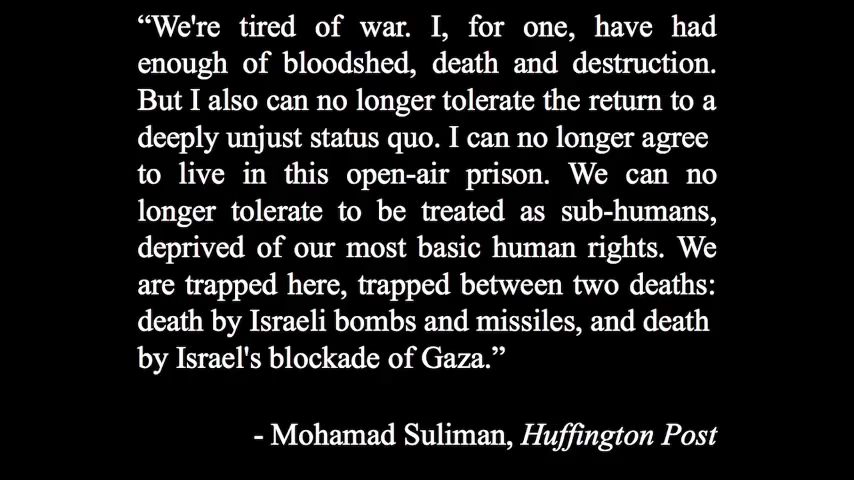 “We're tired of war. I, for one, have had
enough of bloodshed, death and destruction.
But I also can no longer tolerate the return to a
deeply unjust status quo. I can no longer agree
to live in this open-air prison. We can no
longer tolerate to be treated as sub-humans,
deprived of our most basic human rights. We
are trapped here, trapped between two deaths:
death by Israeli bombs and missiles, and death
by Israel's blockade of Gaza.”
- Mohamad Suliman, Huffington Post